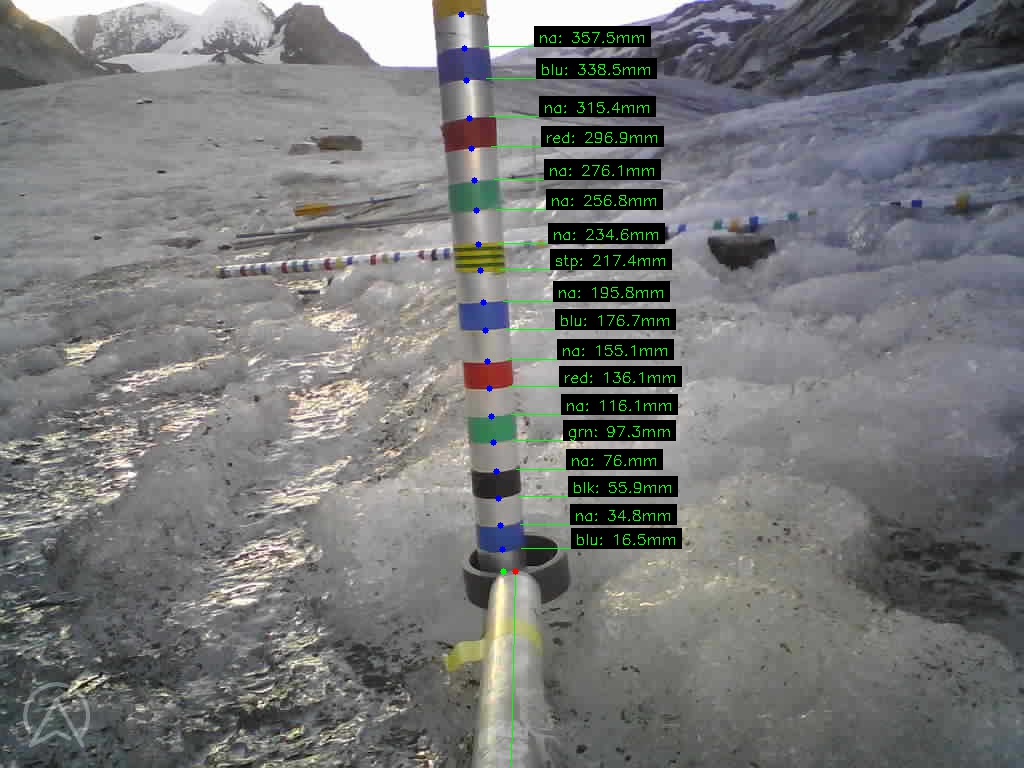 na: 357.5mm
blu: 338.5mm
na: 315.4mm
red: 296.9mm
na: 276.1mm
na: 256.8mm
na: 234.6mm
stp: 217.4mm
na: 195.8mm
blu: 176.7mm
na: 155.1mm
red: 136.1mm
na: 116.1mm
grn: 97.3mm
na: 76.mm
blk: 55.9mm
na: 34.8mm
blu: 16.5mm